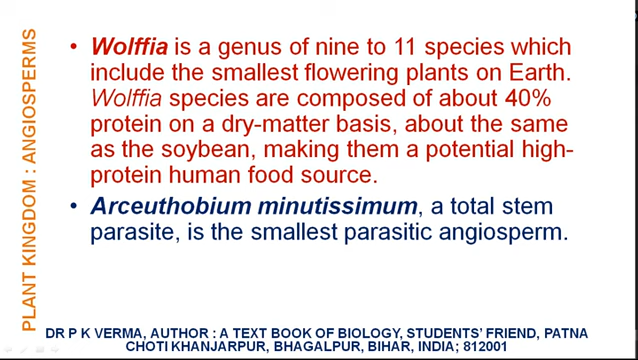 PLANT KINGDOM : ANGIOSPERMS
• Wolffia is a genus of nine to 11 species which
include the smallest flowering plants on Earth.
Wolffia species are composed of about 40%
protein on a dry-matter basis, about the same
as the soybean, making them a potential high-
protein human food source.
• Arceuthobium minutissimum, a total stem
parasite, is the smallest parasitic angiosperm.
DR P K VERMA, AUTHOR : A TEXT BOOK OF BIOLOGY, STUDENTS' FRIEND, PATNA
CHOTI KHANJARPUR, BHAGALPUR, BIHAR, INDIA; 812001